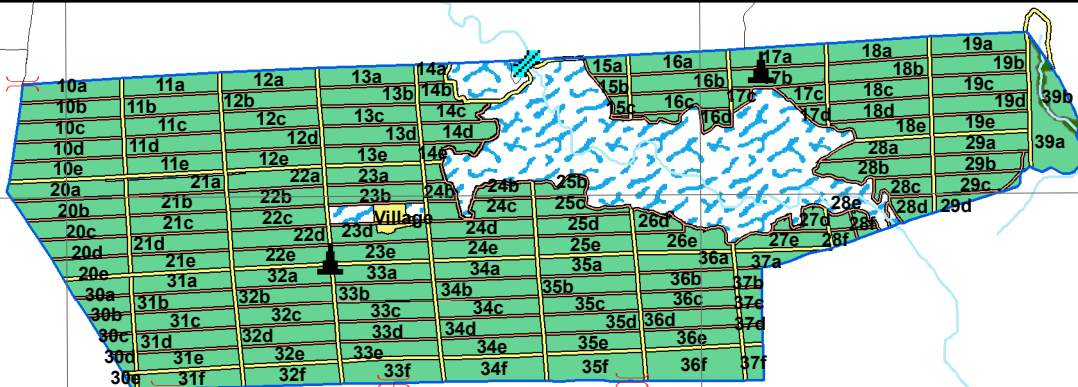 10a 11a 12a 13a 14a 15a 16a 17a 18a 19a
10b 11b 12b 13b 14b 15b 16b 7b 18b 19b
10c 11c 12c 13c 14c 5c 16c 17c 17c 18c 19c
10d 11d 12d 13d 14d 16d 17d 18d 19d 39b
10e 11e 12e 13e 14e 18e 19e 39a
20a 21a 22a 23a 24b 24b 25b 28a 29a
20b 21b 22b 23b 24c 25c 28b 29b
20c 21c 22c Village 24d 25d 26d 27d 28e 28c 29c
20d 21d 22d 23d 24e 25e 26e 27e 28f 28f 28d 29d
20e 21e 22e 23e 34a 35a 36a 37a
30a 31a 32a 33a 34b 35b 36b 37b
30b 31b 32b 33b 34c 35c 36c 37c
30c 31c 32c 33c 34d 35d 36d 37d
30d 31d 32d 33d 34e 35e 36e
30e 31e 32e 33e 34f 35f 36f 37f
31f 32f 33f